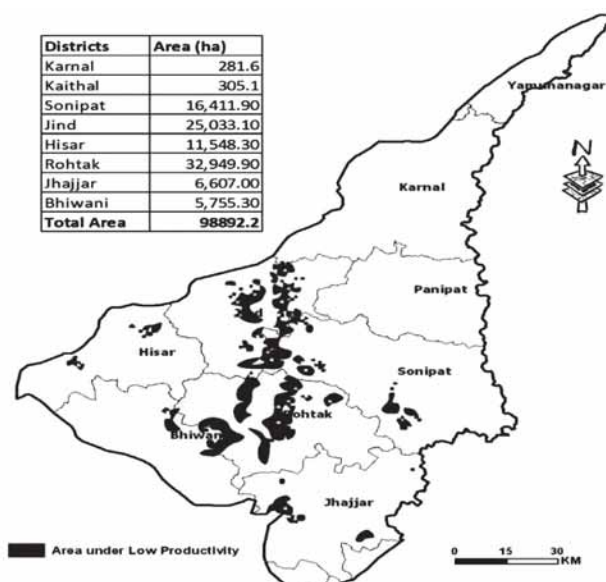 Districts Area (ha)
Karnal 281.6
Kaithal 305.1
Sonipat 16,411.90
Jind 25,033.10
Hisar 11,548.30
Rohtak 32,949.90
Jhajjar 6,607.00
Bhiwani 5,755.30
Total Area 98892.2
Yamunanagar
N
Karnal
Panipat
Hisar
Sonipat
Rohtak
Bhiwani
Jhajjar
Area under Low Productivity
0 15 30
KM